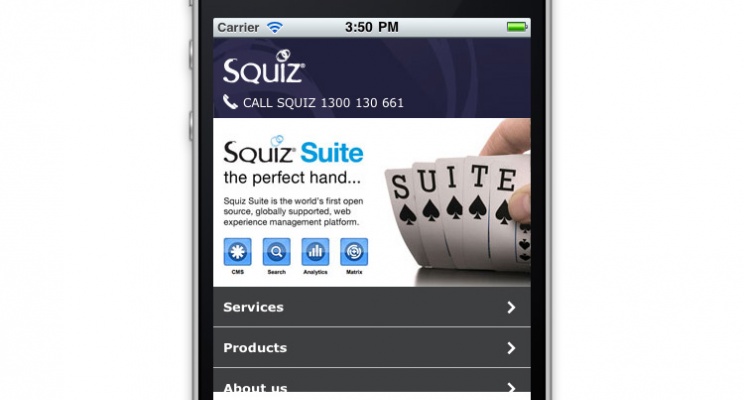 Carrier 3:50 PM
Squiz®
CALL SQUIZ 1300 130 661
Squiz® Suite
the perfect hand...
Squiz Suite is the world's first open
source, globally supported, web
experience management platform.
SUITE
CMS Search Analytics Matrix
Services
Products
About us